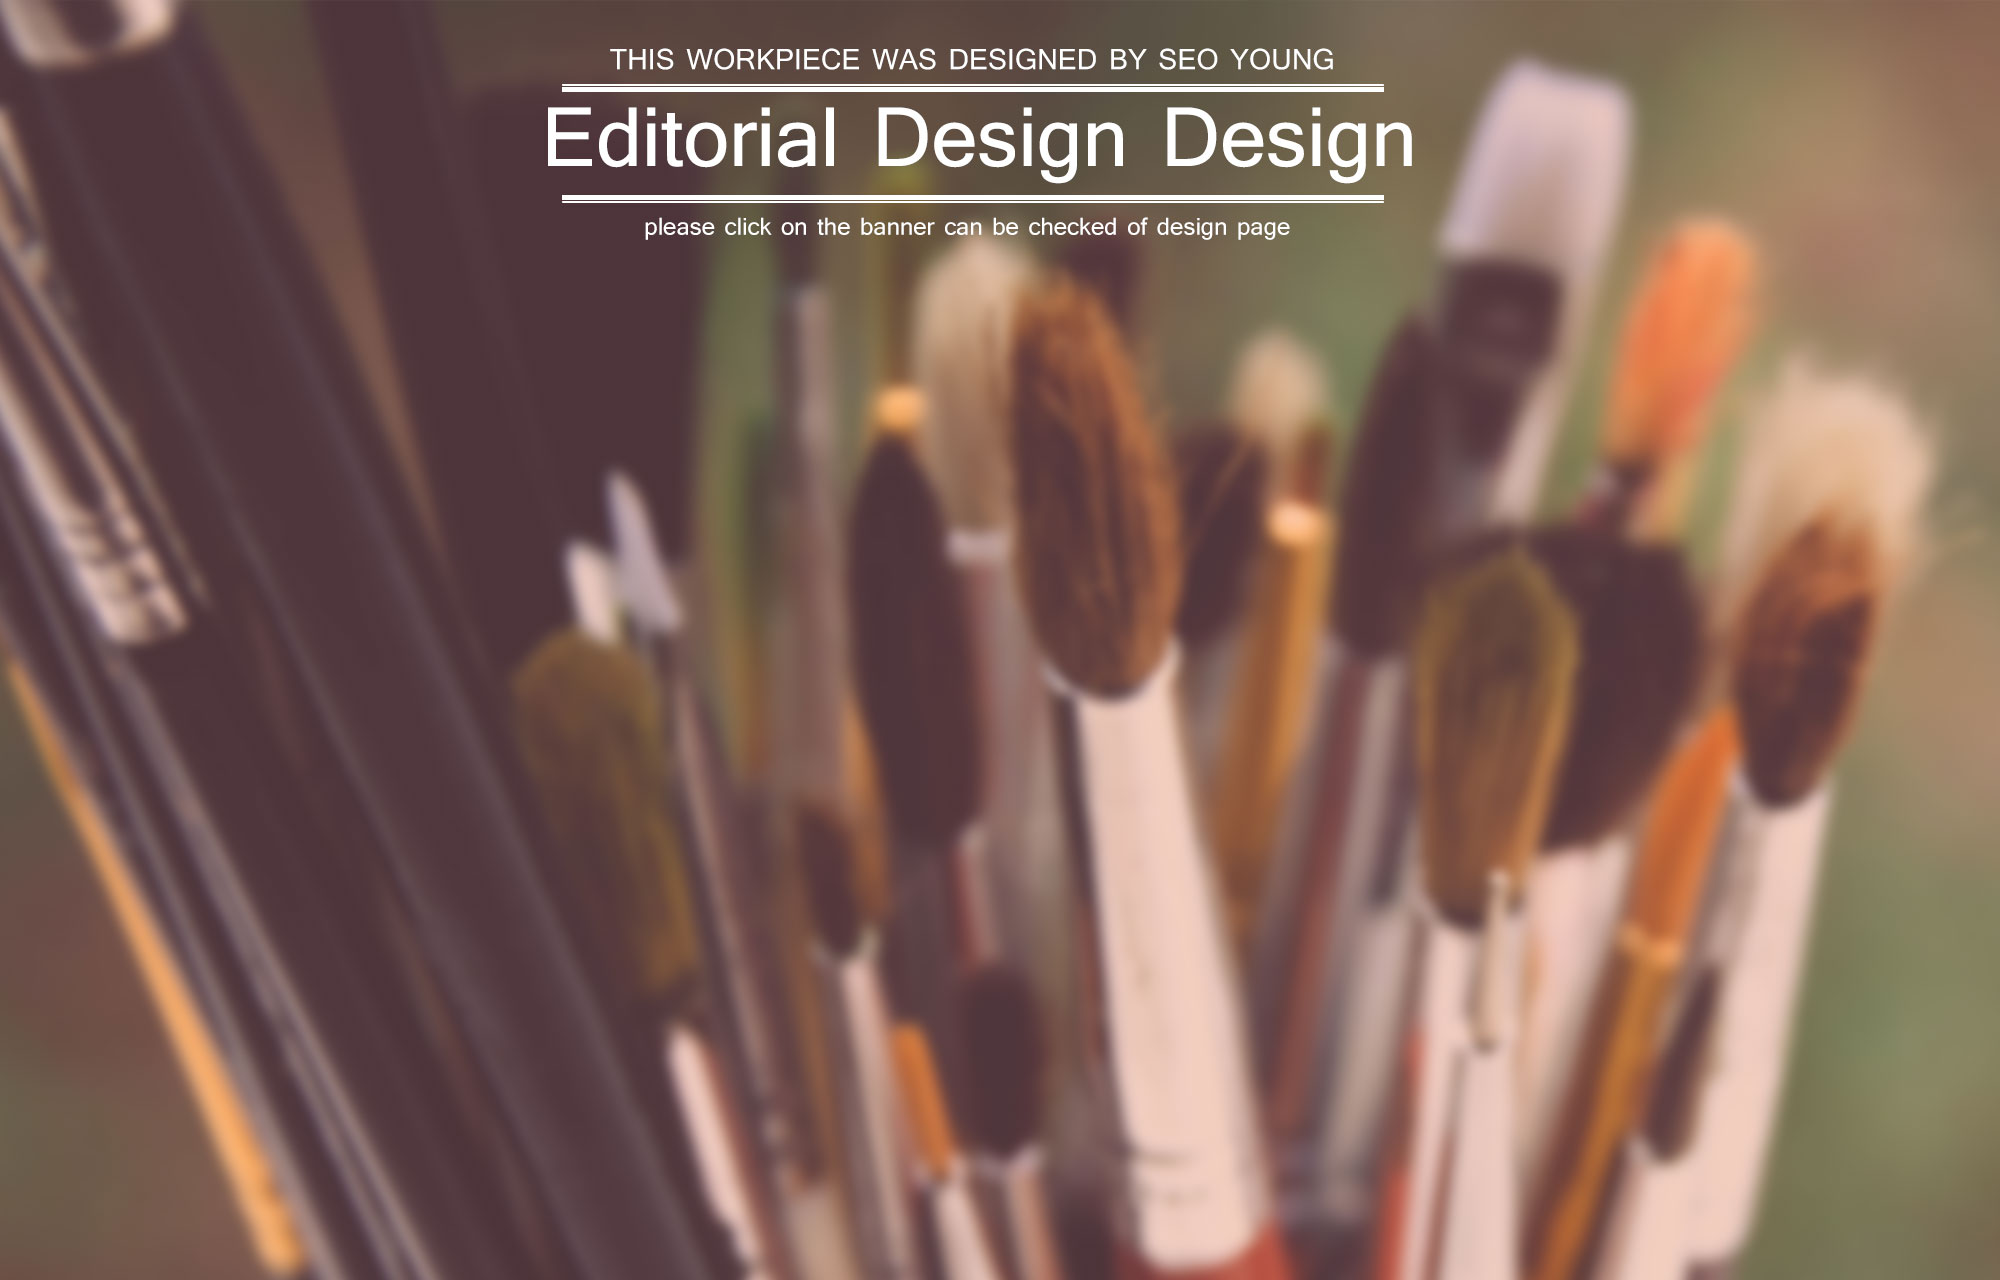 THIS WORKPIECE WAS DESIGNED BY SEO YOUNG
Editorial Design Design
please click on the banner can be checked of design page